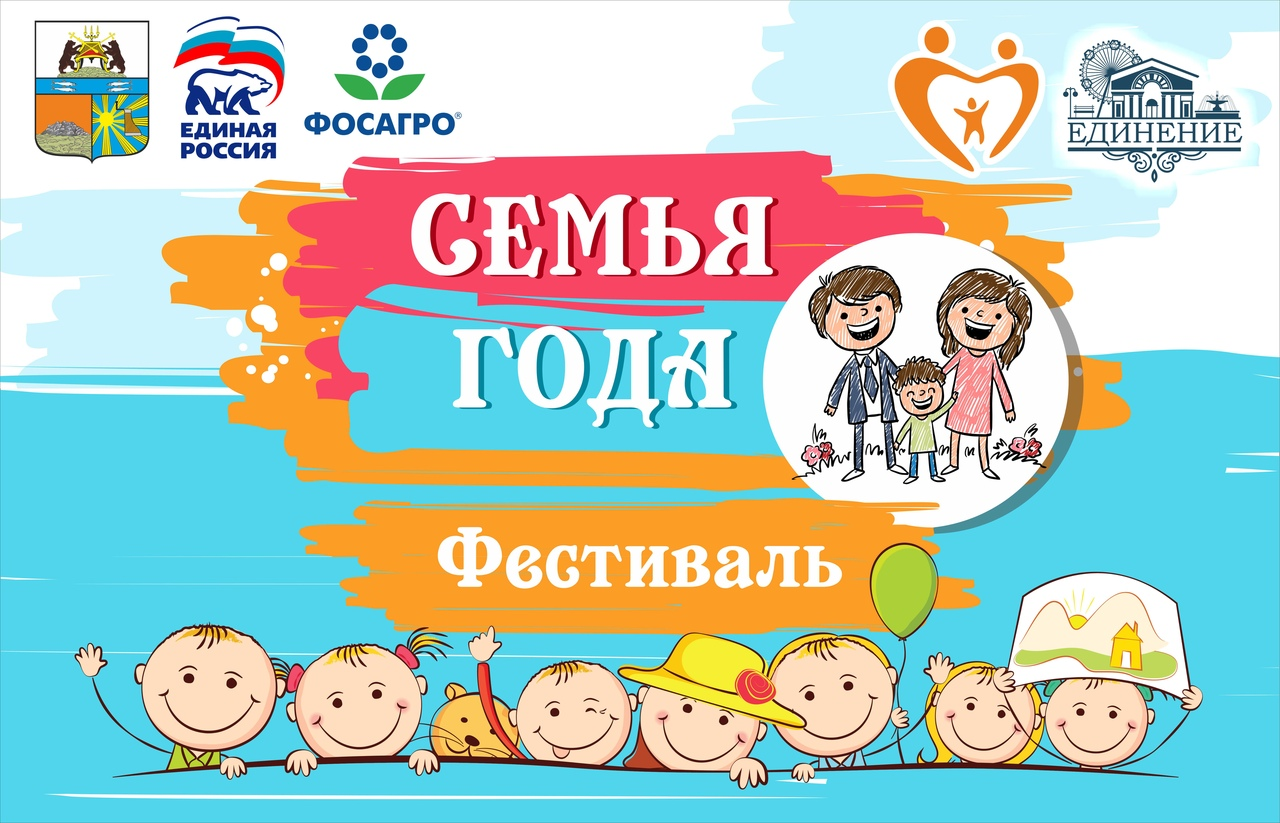 ЕДИНАЯ
РОССИЯ
ФОСАГРО®
ЕДИНЕНИЕ
СЕМЬЯ
ГОДА
Фестиваль